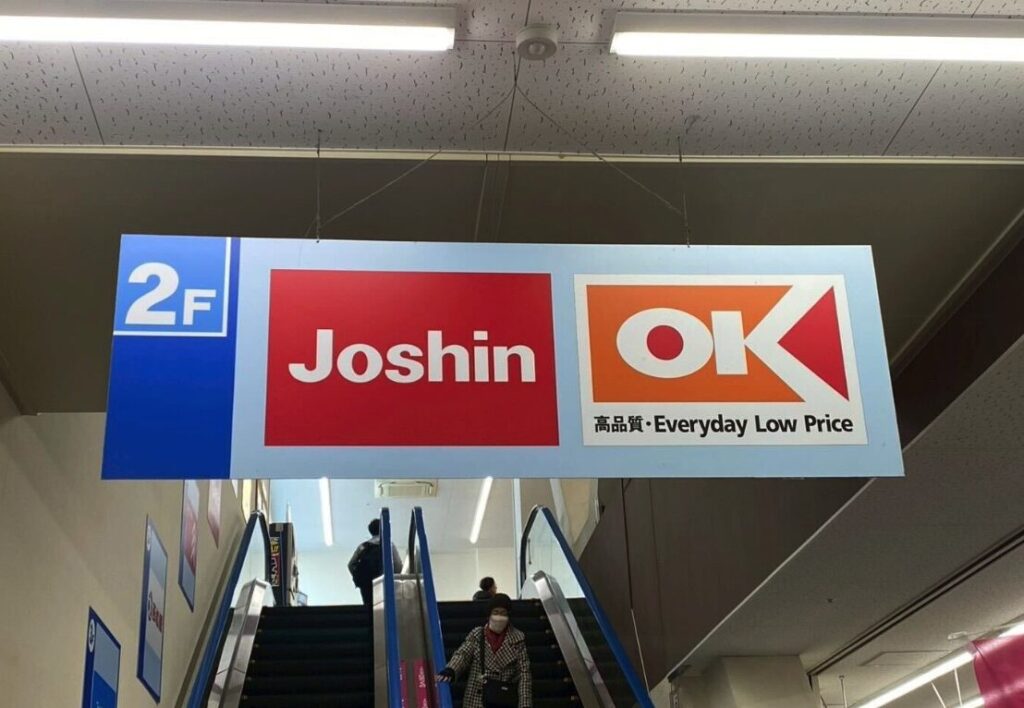 2F
Joshin
OK
高品質・Everyday Low Price